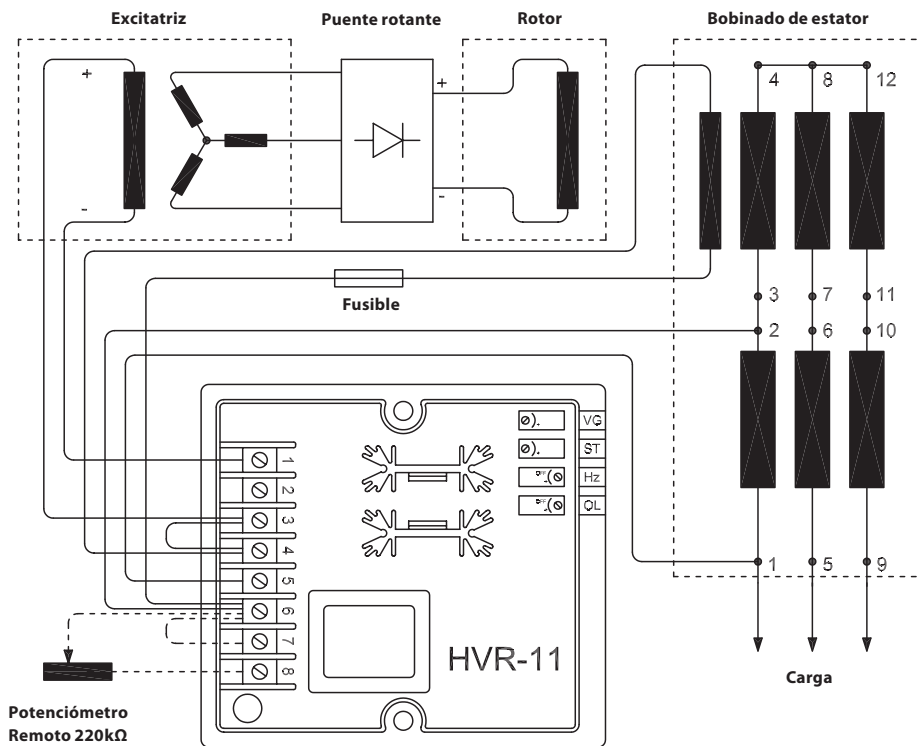 Excitatriz
Puente rotante
Rotor
Bobinado de estator
+
-
+
-
4
8
12
3
7
11
2
6
10
1
5
9
Fusible
VG
ST
Hz
QL
OFF
OFF
1
2
3
4
5
6
7
8
HVR-11
Carga
Potenciómetro
Remoto 220kΩ